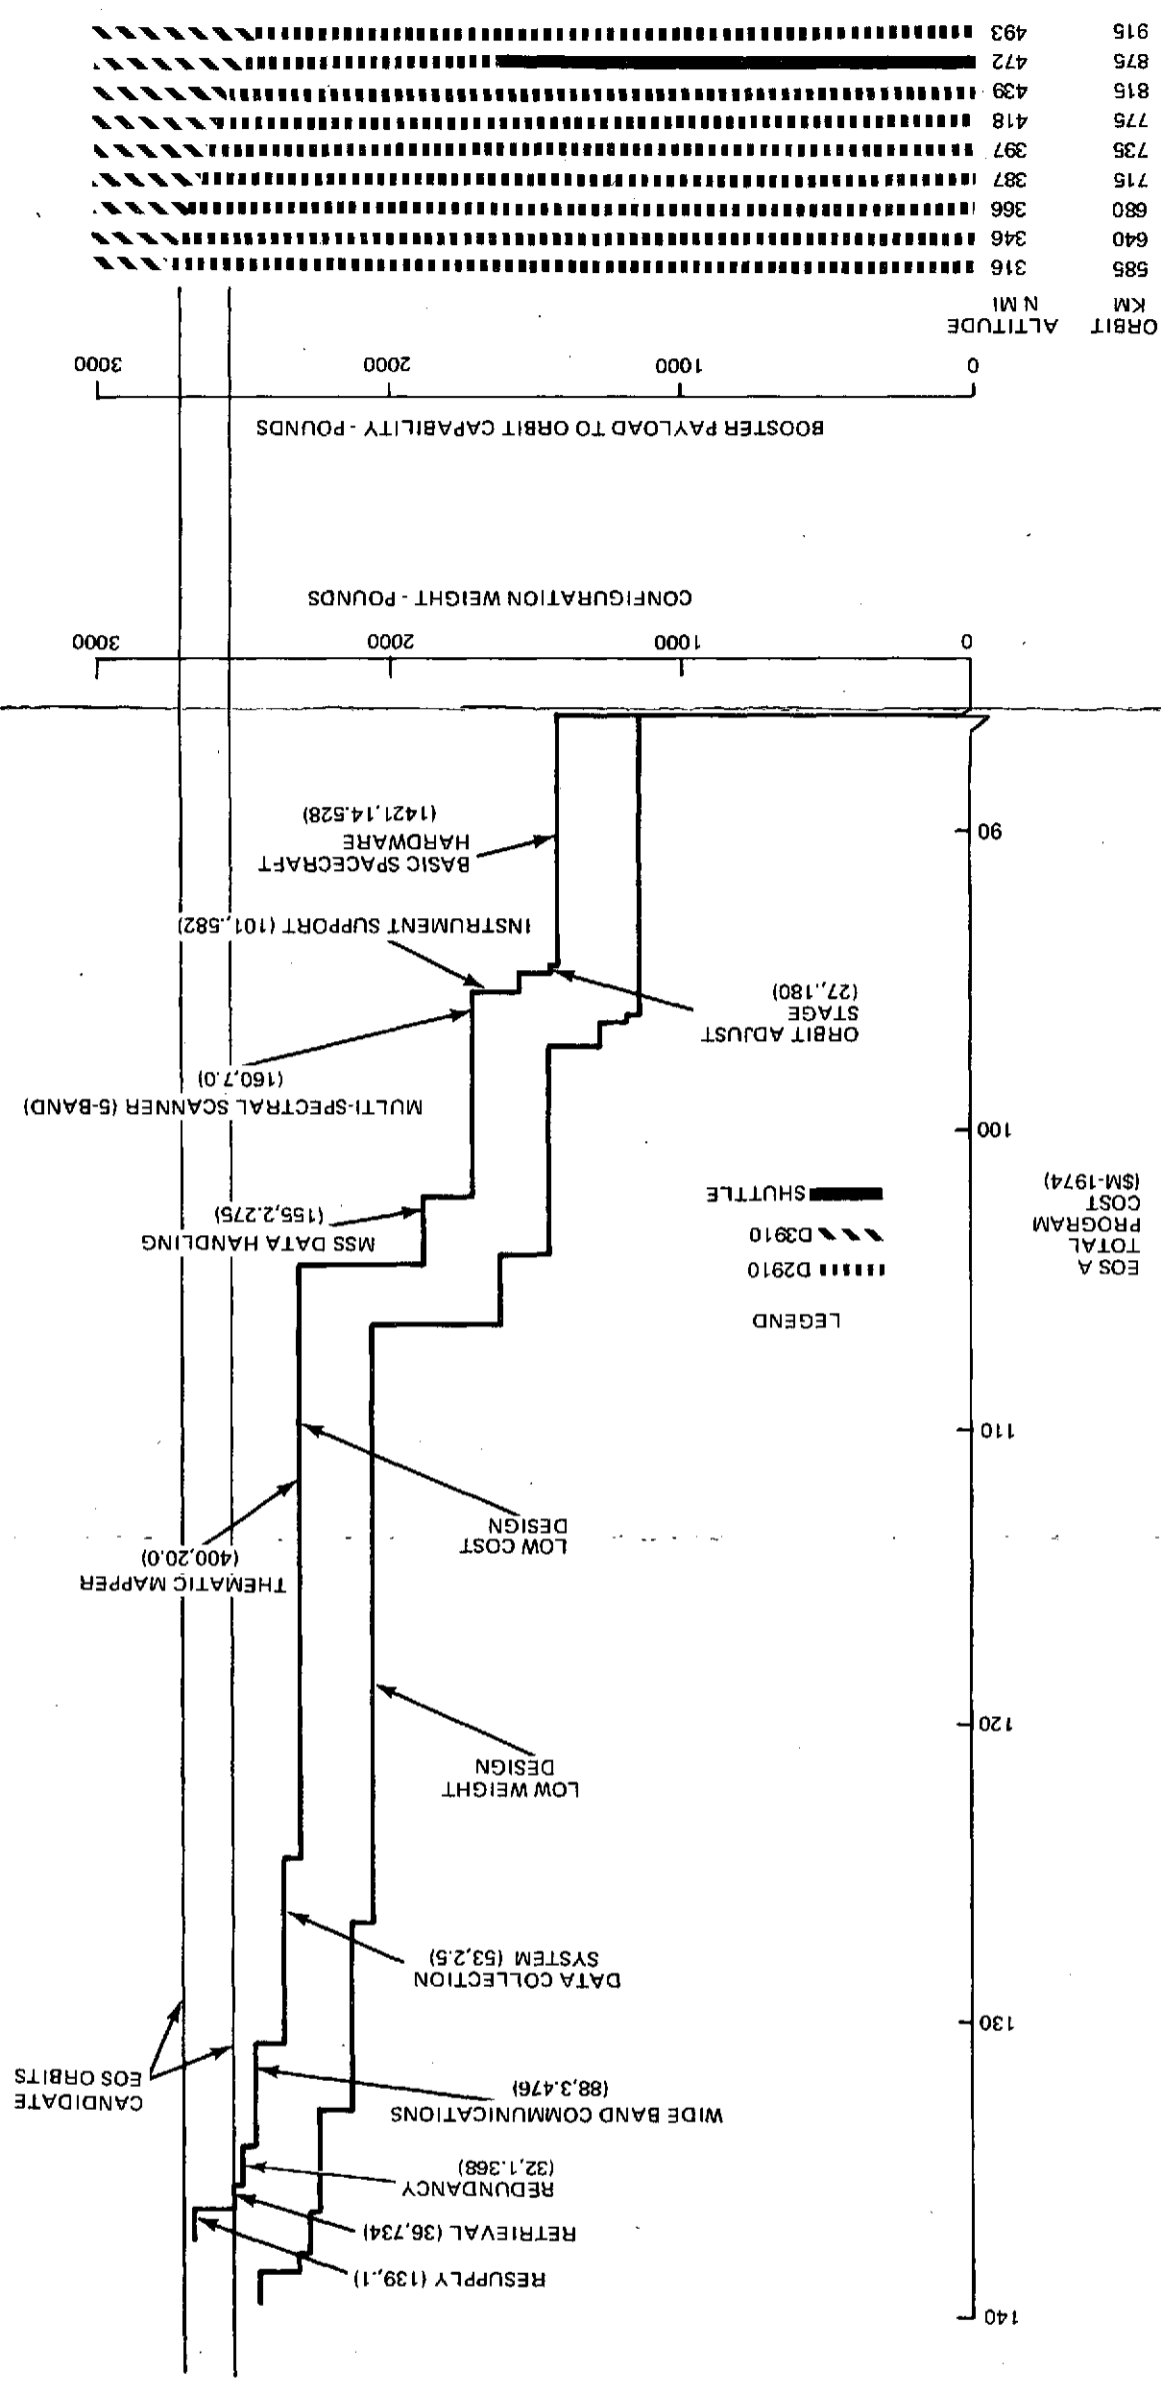 140
130
120
110
100
90
EOS A
TOTAL
PROGRAM
COST
($M-1974)
RESUPPLY (139,.1)
RETRIEVAL (36,.734)
REDUNDANCY
(32,1.368)
WIDE BAND COMMUNICATIONS
(88,3.476)
CANDIDATE
EOS ORBITS
DATA COLLECTION
SYSTEM (53,2.5)
LOW WEIGHT
DESIGN
THEMATIC MAPPER
(400,20.0)
LOW COST
DESIGN
LEGEND
D2910
D3910
SHUTTLE
MSS DATA HANDLING
(155,2.275)
MULTI-SPECTRAL SCANNER (5-BAND)
(160,7.0)
ORBIT ADJUST
STAGE
(27,.180)
INSTRUMENT SUPPORT (101,.582)
BASIC SPACECRAFT
HARDWARE
(1421,14.528)
0 1000 2000 3000
CONFIGURATION WEIGHT - POUNDS
BOOSTER PAYLOAD TO ORBIT CAPABILITY - POUNDS
0 1000 2000 3000
ORBIT ALTITUDE
KM N MI
585 316
640 346
680 366
715 387
735 397
775 418
815 439
875 472
915 493